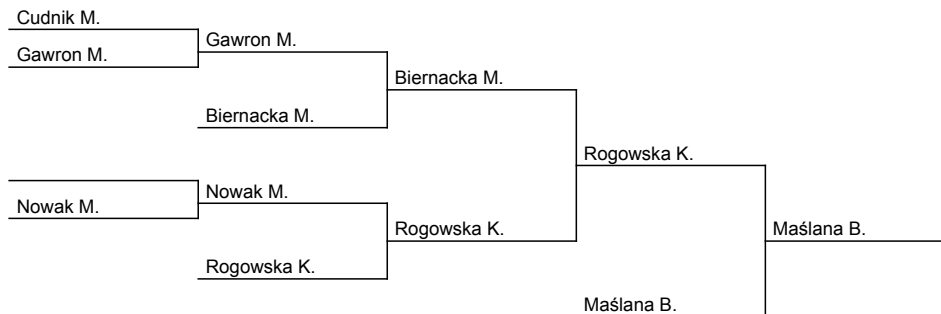 Cudnik M.
Gawron M.
Gawron M.
Biernacka M.
Biernacka M.
Rogowska K.
Nowak M.
Nowak M.
Rogowska K.
Maślana B.
Rogowska K.
Maślana B.